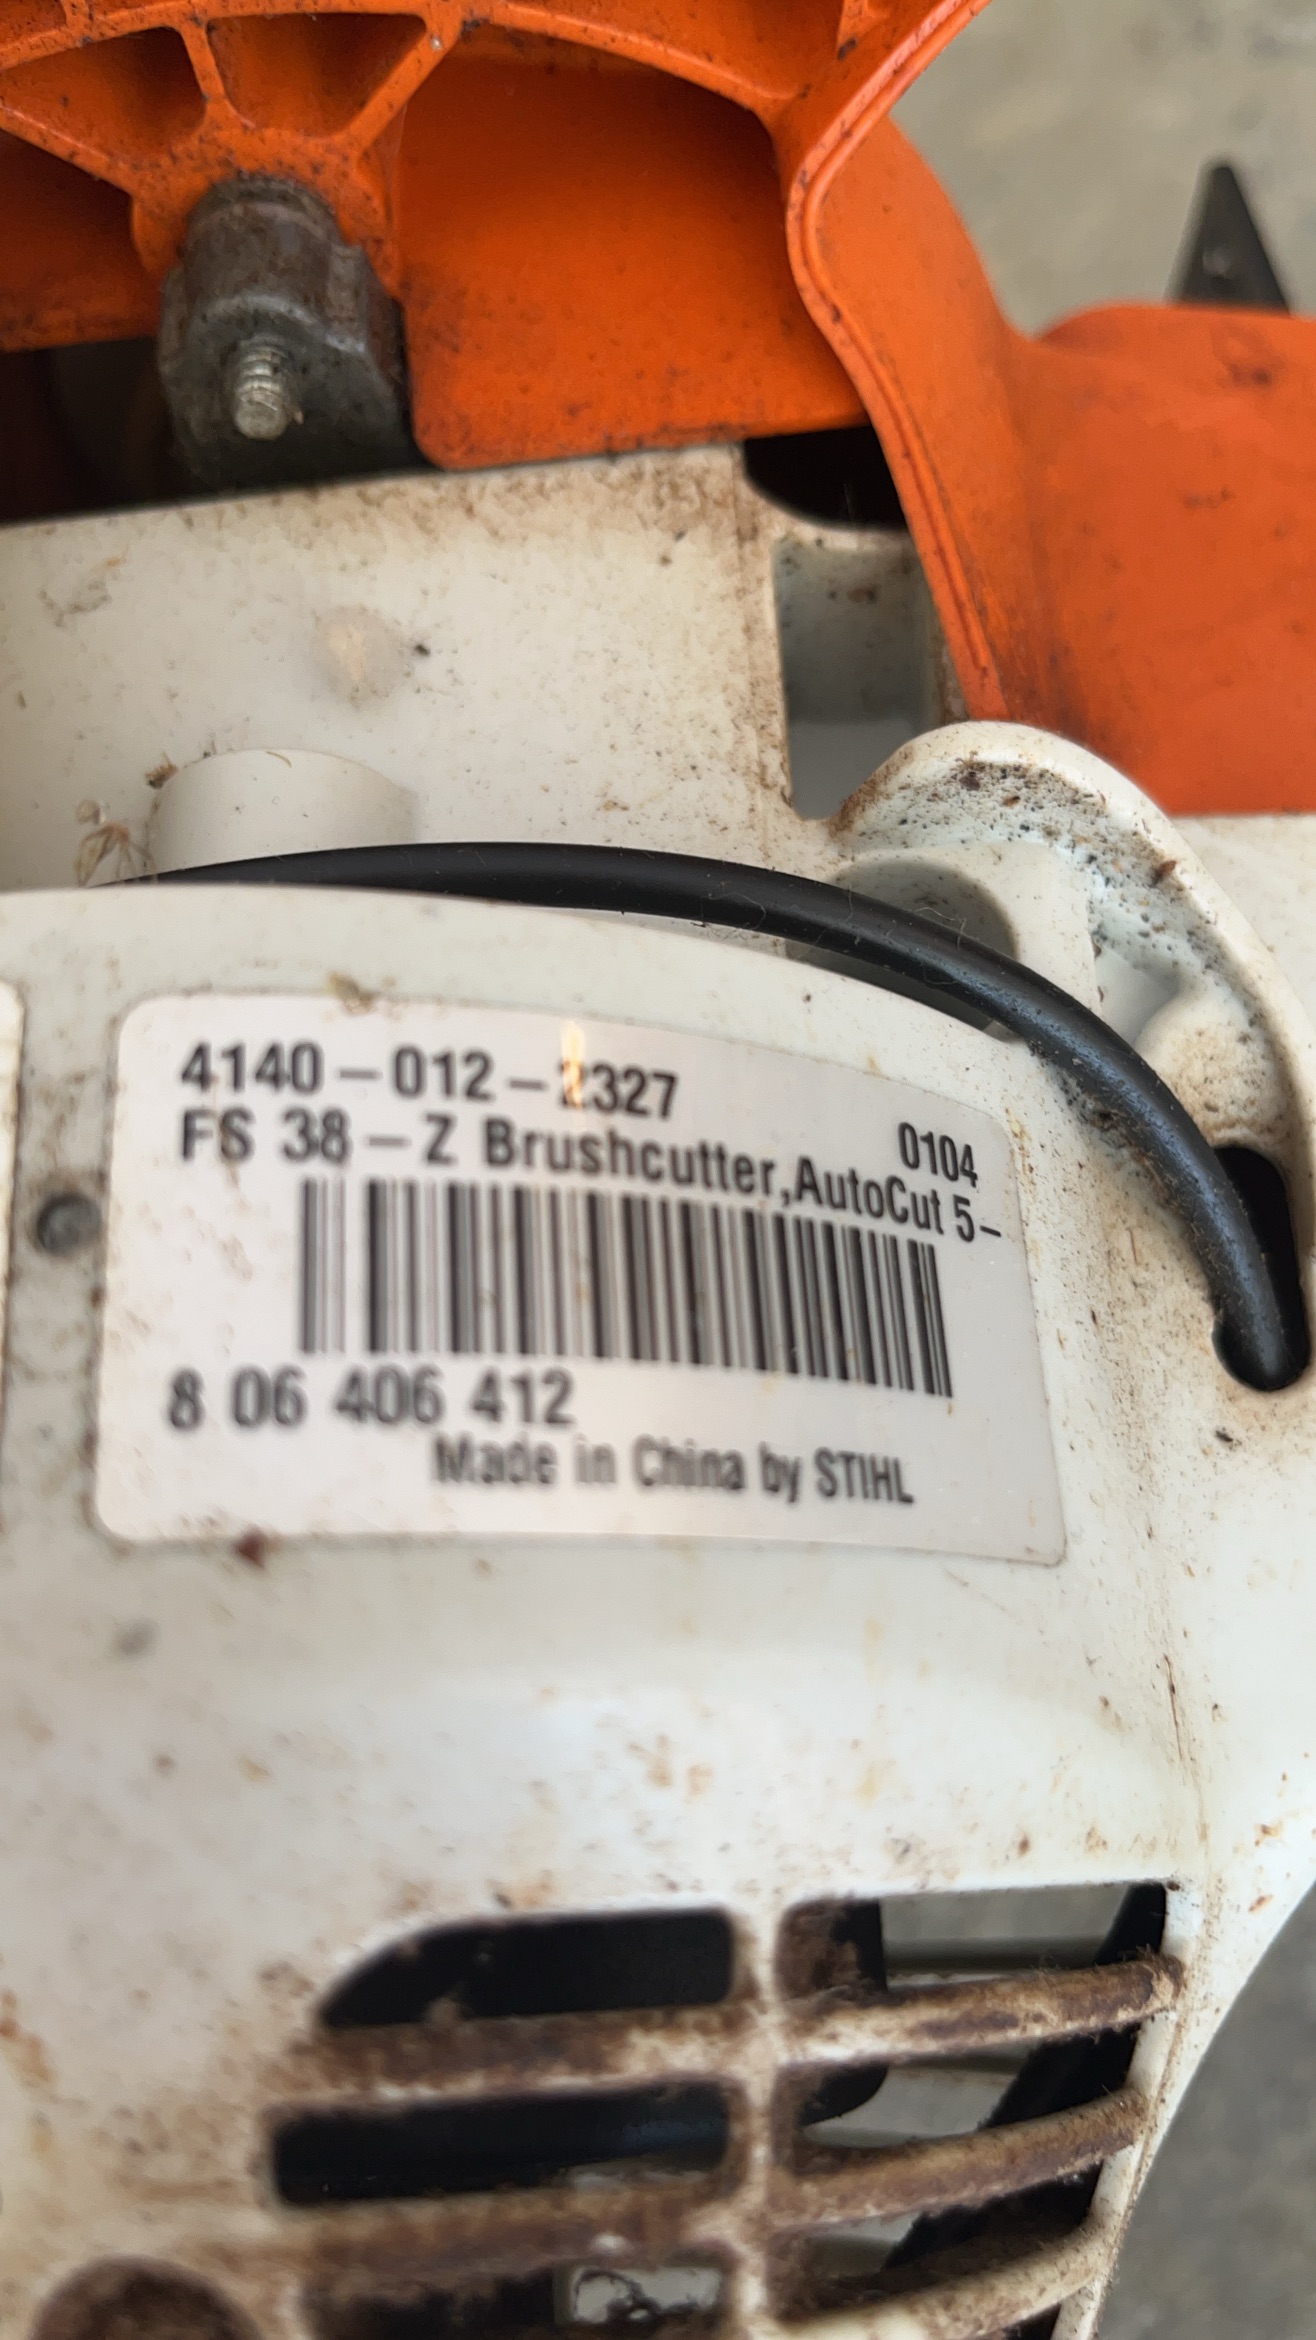 4140-012-2327
0104
FS 38-Z Brushcutter,AutoCut 5-
8 06 406 412
Made in China by STIHL